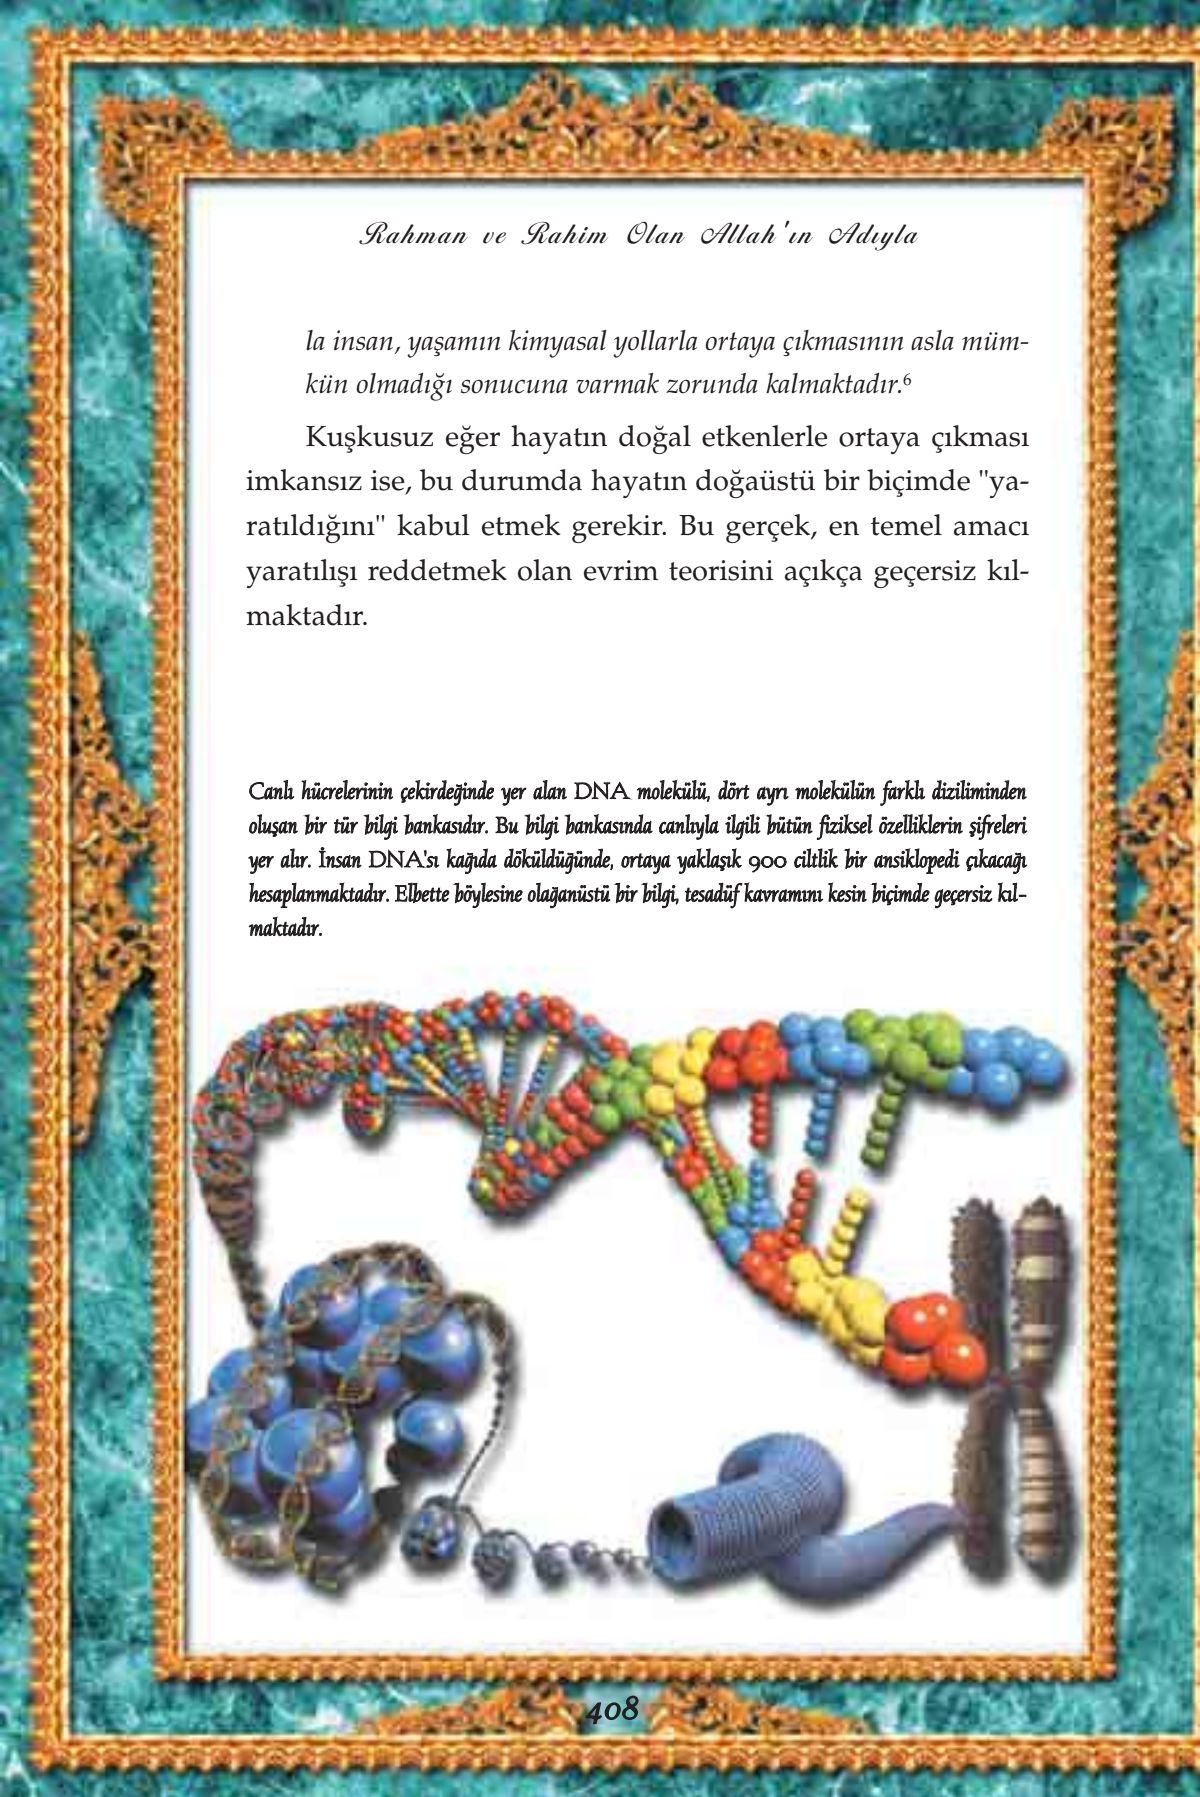 Rahman ve Rahim Olan Allah'ın Adıyla
la insan, yaşamın kimyasal yollarla ortaya çıkmasının asla müm-
kün olmadığı sonucuna varmak zorunda kalmaktadır.6
Kuşkusuz eğer hayatın doğal etkenlerle ortaya çıkması
imkansız ise, bu durumda hayatın doğaüstü bir biçimde "ya-
ratıldığını" kabul etmek gerekir. Bu gerçek, en temel amacı
yaratılışı reddetmek olan evrim teorisini açıkça geçersiz kıl-
maktadır.
Canlı hücrelerinin çekirdeğinde yer alan DNA molekülü, dört ayrı molekülün farklı diziliminden
oluşan bir tür bilgi bankasıdır. Bu bilgi bankasında canlıyla ilgili bütün fiziksel özelliklerin şifreleri
yer alır. İnsan DNA'sı kağıda döküldüğünde, ortaya yaklaşık 900 ciltlik bir ansiklopedi çıkacağı
hesaplanmaktadır. Elbette böylesine olağanüstü bir bilgi, tesadüf kavramını kesin biçimde geçersiz kıl-
maktadır.
408